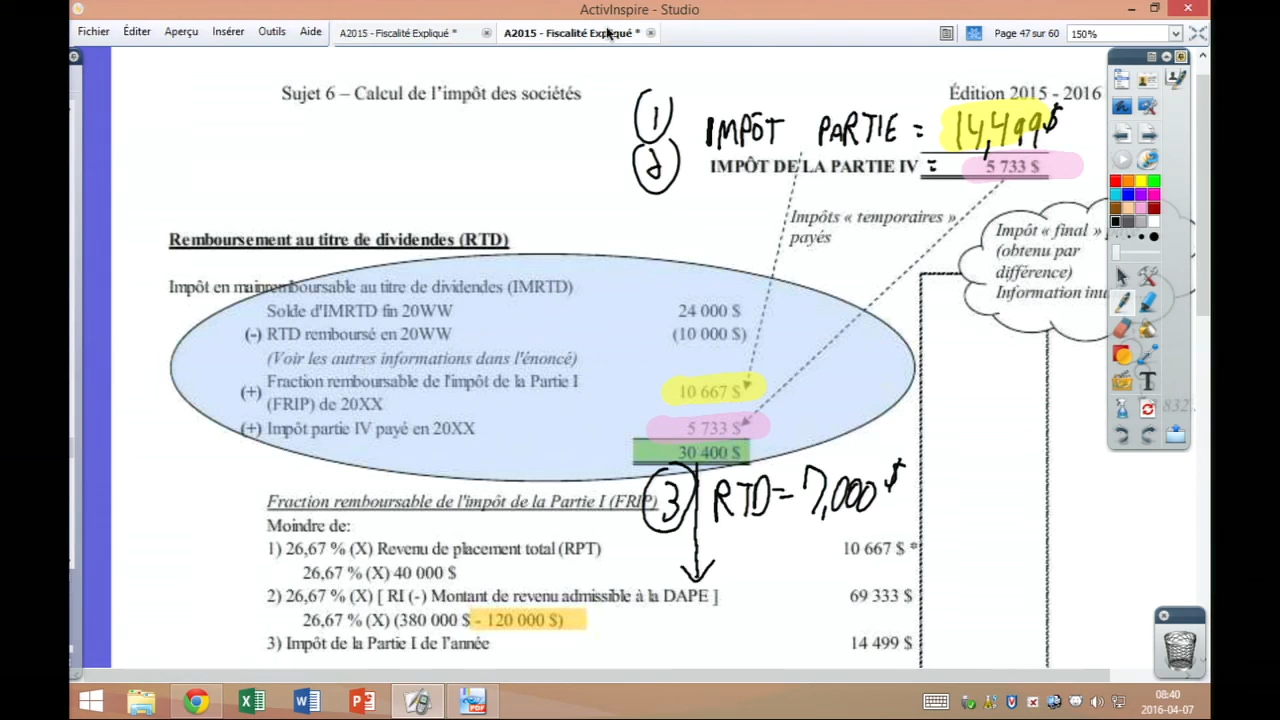 ActivInspire - Studio
Fichier Éditer Aperçu Insérer Outils Aide
A2015 - Fiscalité Expliqué * A2015 - Fiscalité Expliqué * Page 47 sur 60 150%
Sujet 6 – Calcul de l'impôt des sociétés Édition 2015 - 2016
1 IMPÔT PARTIE = 14,499 $
2 IMPÔT DE LA PARTIE IV = 5 733 $
Impôts « temporaires »
payés
Impôt « final »
(obtenu par
différence)
Information inu
Remboursement au titre de dividendes (RTD)
Impôt en mainremboursable au titre de dividendes (IMRTD)
Solde d'IMRTD fin 20WW 24 000 $
(-) RTD remboursé en 20WW (10 000 $)
(Voir les autres informations dans l'énoncé)
(+) Fraction remboursable de l'impôt de la Partie I
(FRIP) de 20XX 10 667 $
832
(+) Impôt partie IV payé en 20XX 5 733 $
30 400 $
3 RTD = 7,000 $
Fraction remboursable de l'impôt de la Partie I (FRIP)
Moindre de:
1) 26,67 % (X) Revenu de placement total (RPT) 10 667 $ *
26,67 % (X) 40 000 $
2) 26,67 % (X) [ RI (-) Montant de revenu admissible à la DAPE ] 69 333 $
26,67 % (X) (380 000 $ - 120 000 $)
3) Impôt de la Partie I de l'année 14 499 $
08:40
2016-04-07